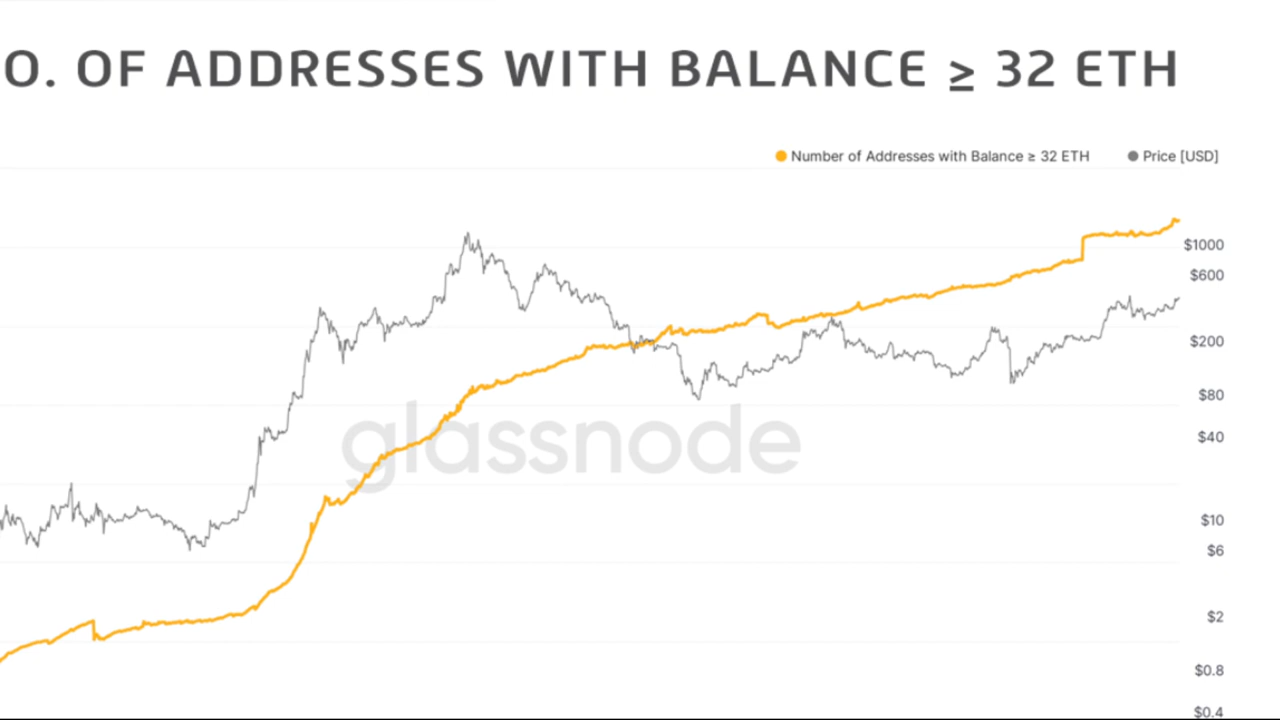 O. OF ADDRESSES WITH BALANCE ≥ 32 ETH
Number of Addresses with Balance ≥ 32 ETH
Price [USD]
$1000
$600
$200
$80
$40
$10
$6
$2
$0.8
$0.4
glassnode